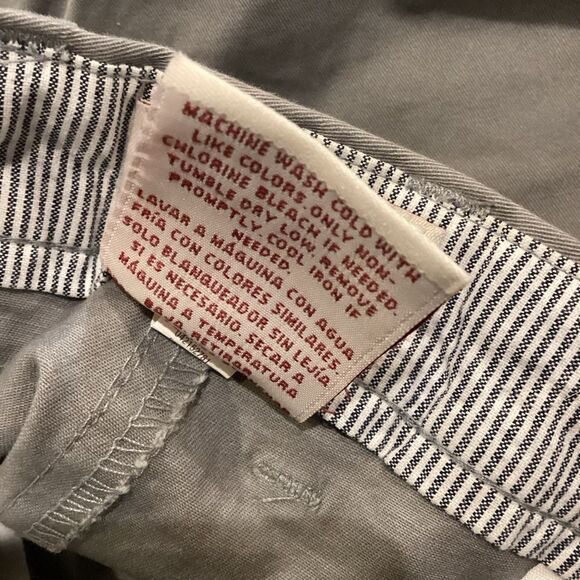 MACHINE WASH COLD WITH
LIKE COLORS. ONLY NON-
CHLORINE BLEACH IF NEEDED.
TUMBLE DRY LOW. REMOVE
PROMPTLY COOL IRON IF
NEEDED.
LAVAR A MÁQUINA CON AGUA
FRÍA CON COLORES SIMILARES.
SOLO BLANQUEADOR SIN LEJÍA
SI ES NECESARIO. SECAR A
MÁQUINA A TEMPERATURA